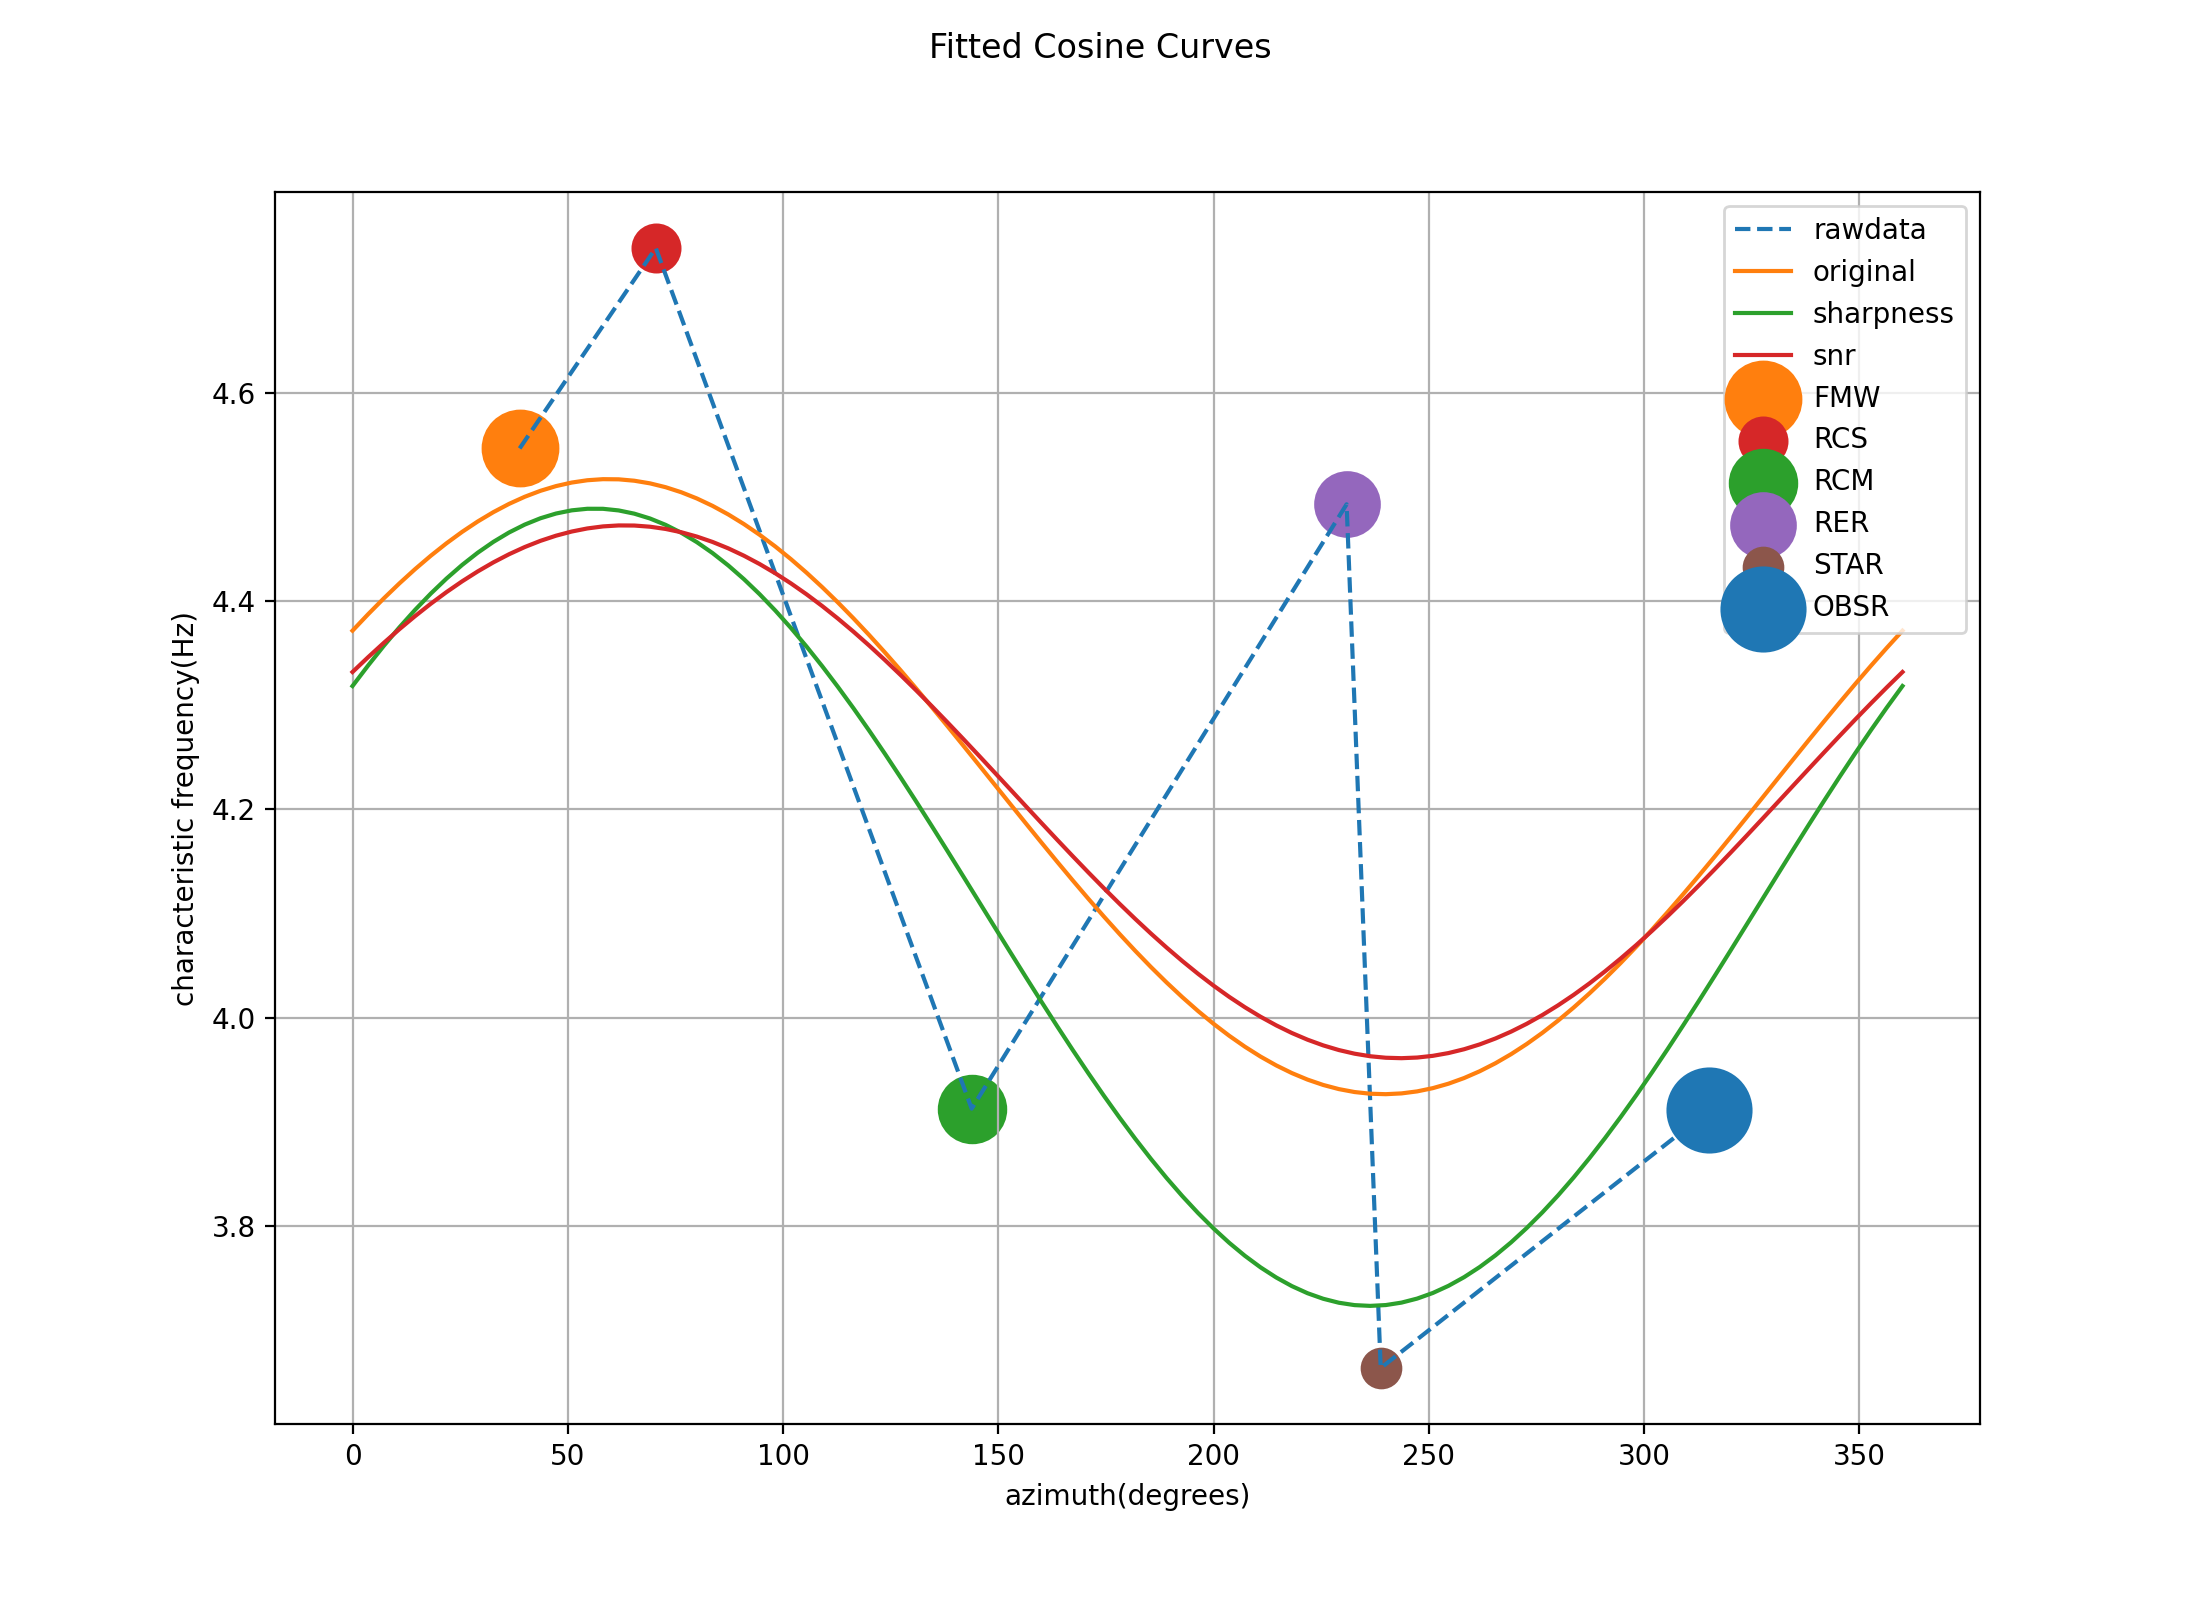 Fitted Cosine Curves
rawdata
original
sharpness
snr
FMW
RCS
RCM
RER
STAR
OBSR
characteristic frequency(Hz)
4.6
4.4
4.2
4.0
3.8
0 50 100 150 200 250 300 350
azimuth(degrees)